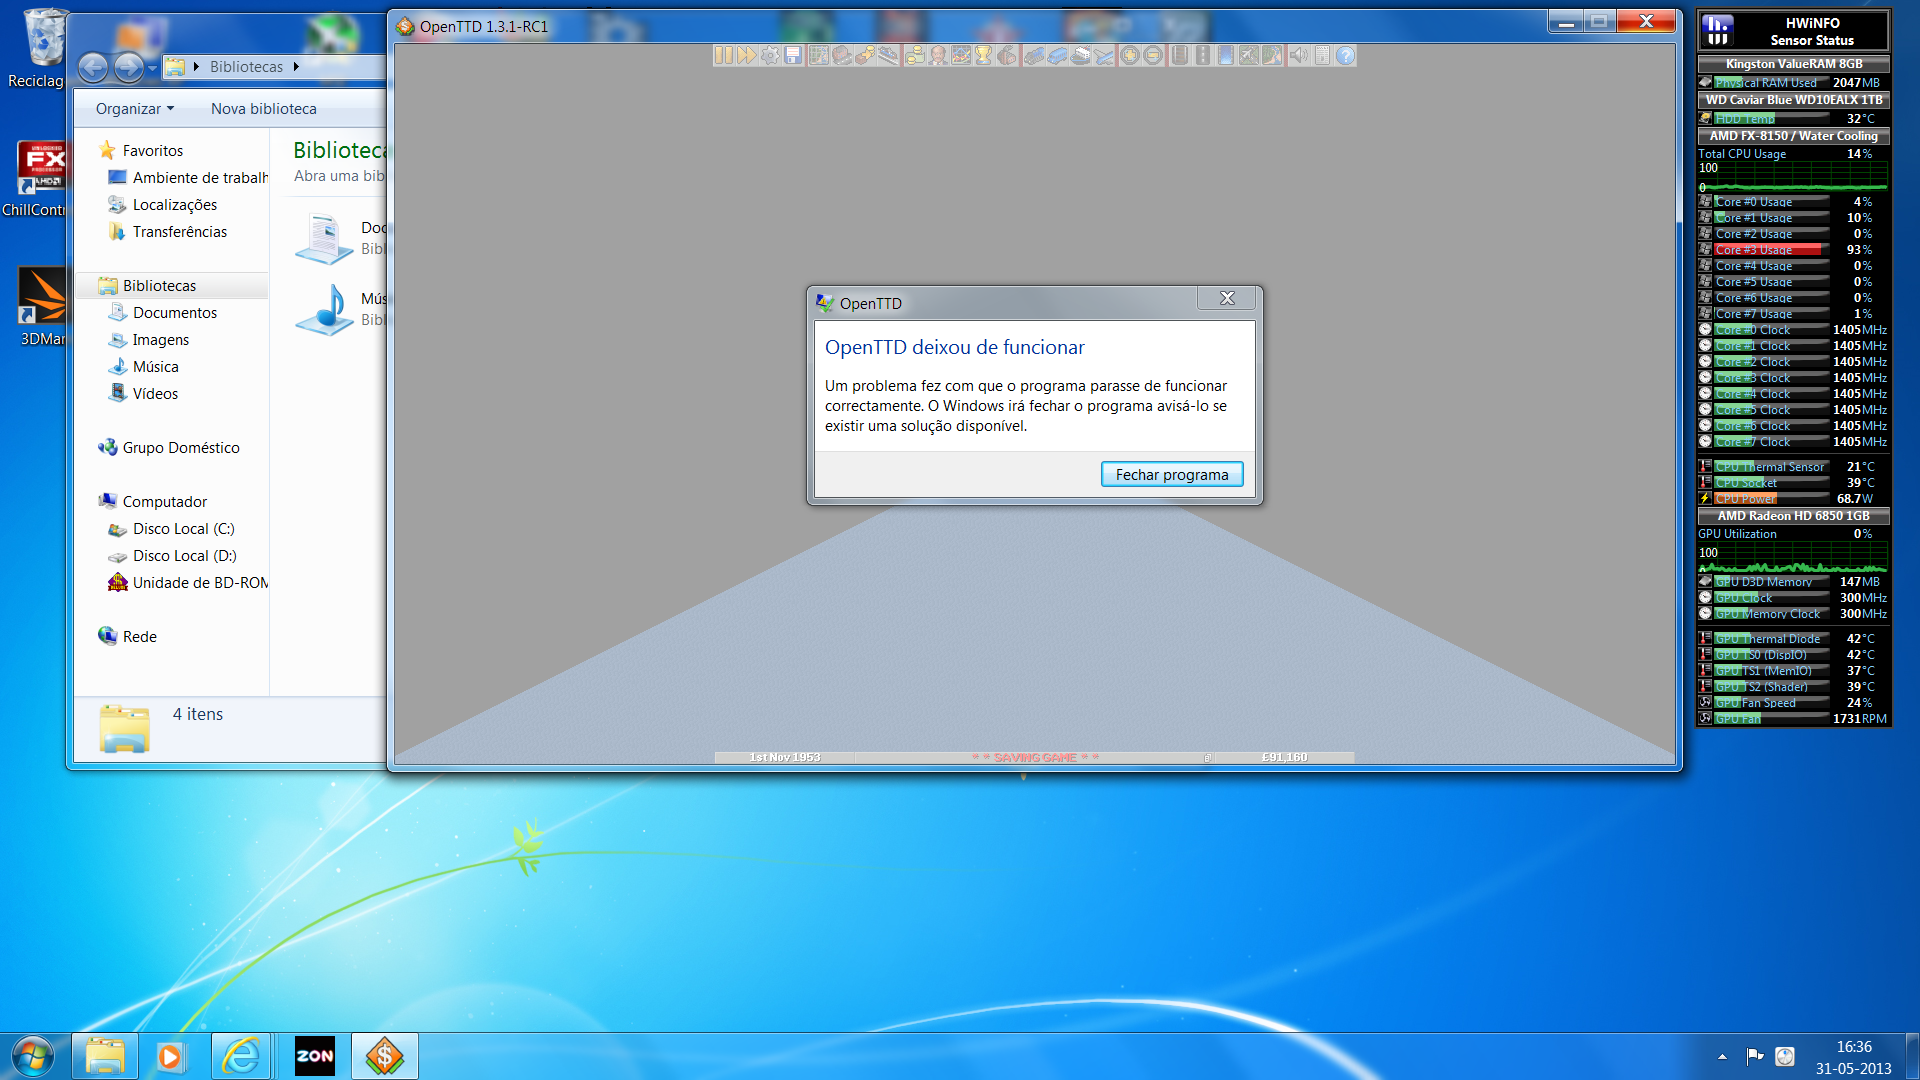 Reciclag
ChillContr
3DMar
Bibliotecas
Organizar
Nova biblioteca
Favoritos
Ambiente de trabalh
Localizações
Transferências
Bibliotecas
Documentos
Imagens
Música
Vídeos
Grupo Doméstico
Computador
Disco Local (C:)
Disco Local (D:)
Unidade de BD-ROM
Rede
Biblioteca
Abra uma bib
Doc
Bibl
Mús
Bibl
4 itens
OpenTTD 1.3.1-RC1
OpenTTD
OpenTTD deixou de funcionar
Um problema fez com que o programa parasse de funcionar
correctamente. O Windows irá fechar o programa avisá-lo se
existir uma solução disponível.
Fechar programa
1st Nov 1953
* * SAVING GAME * *
£91,160
HWiNFO
Sensor Status
Kingston ValueRAM 8GB
Physical RAM Used 2047 MB
WD Caviar Blue WD10EALX 1TB
HDD Temp 32 °C
AMD FX-8150 / Water Cooling
Total CPU Usage 14 %
100
0
Core #0 Usage 4 %
Core #1 Usage 10 %
Core #2 Usage 0 %
Core #3 Usage 93 %
Core #4 Usage 0 %
Core #5 Usage 0 %
Core #6 Usage 0 %
Core #7 Usage 1 %
Core #0 Clock 1405 MHz
Core #1 Clock 1405 MHz
Core #2 Clock 1405 MHz
Core #3 Clock 1405 MHz
Core #4 Clock 1405 MHz
Core #5 Clock 1405 MHz
Core #6 Clock 1405 MHz
Core #7 Clock 1405 MHz
CPU Thermal Sensor 21 °C
CPU Socket 39 °C
CPU Power 68.7 W
AMD Radeon HD 6850 1GB
GPU Utilization 0 %
100
0
GPU D3D Memory 147 MB
GPU Clock 300 MHz
GPU Memory Clock 300 MHz
GPU Thermal Diode 42 °C
GPU TS0 (DispIO) 42 °C
GPU TS1 (MemIO) 37 °C
GPU TS2 (Shader) 39 °C
GPU Fan Speed 24 %
GPU Fan 1731 RPM
ZON
16:36
31-05-2013